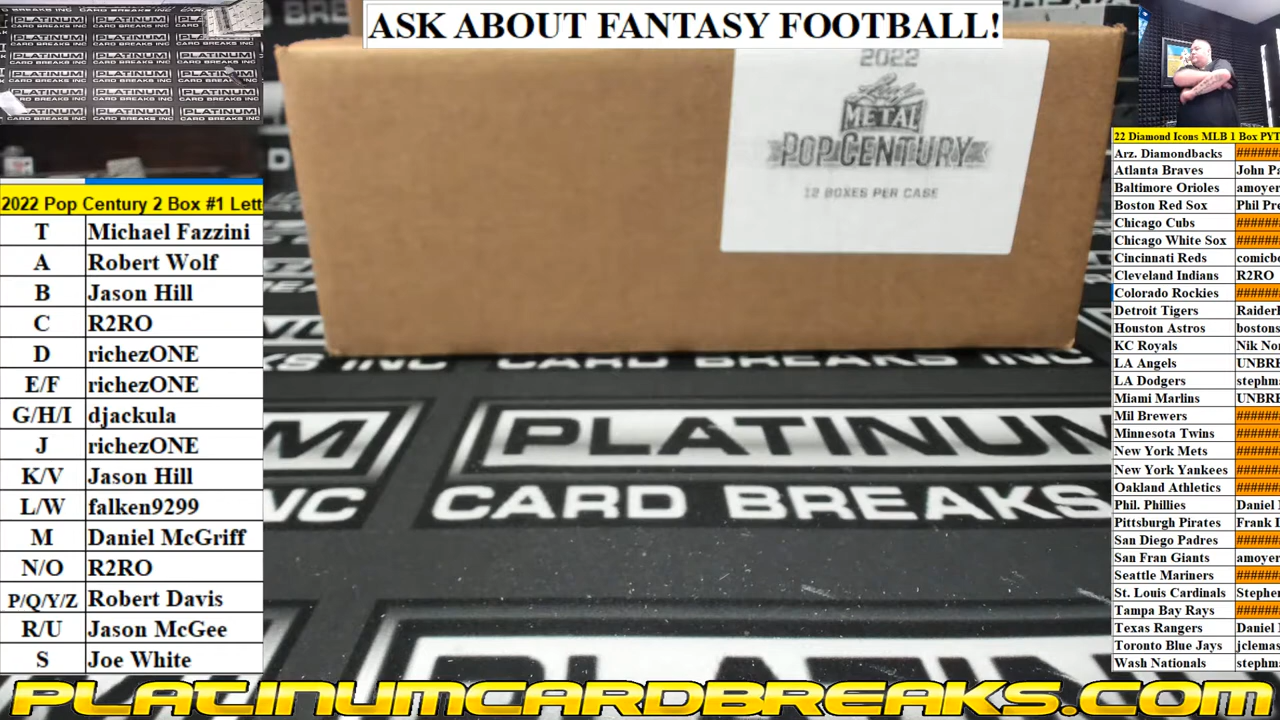 ASK ABOUT FANTASY FOOTBALL!
2022
Leaf
METAL
POP CENTURY
12 BOXES PER CASE
2022 Pop Century 2 Box #1 Lett
T Michael Fazzini
A Robert Wolf
B Jason Hill
C R2RO
D richezONE
E/F richezONE
G/H/I djackula
J richezONE
K/V Jason Hill
L/W falken9299
M Daniel McGriff
N/O R2RO
P/Q/Y/Z Robert Davis
R/U Jason McGee
S Joe White
22 Diamond Icons MLB 1 Box PYT
Arz. Diamondbacks ######
Atlanta Braves John Pa
Baltimore Orioles amoyer
Boston Red Sox Phil Pre
Chicago Cubs ######
Chicago White Sox ######
Cincinnati Reds comicbo
Cleveland Indians R2RO
Colorado Rockies ######
Detroit Tigers Raider
Houston Astros bostons
KC Royals Nik Nor
LA Angels UNBRE
LA Dodgers stephm
Miami Marlins UNBRE
Mil Brewers ######
Minnesota Twins ######
New York Mets ######
New York Yankees ######
Oakland Athletics ######
Phil. Phillies Daniel
Pittsburgh Pirates Frank L
San Diego Padres ######
San Fran Giants amoyer
Seattle Mariners ######
St. Louis Cardinals Stephen
Tampa Bay Rays ######
Texas Rangers Daniel
Toronto Blue Jays jclemas
Wash Nationals stephm
PLATINUM
CARD BREAKS
PLATINUMCARDBREAKS.COM